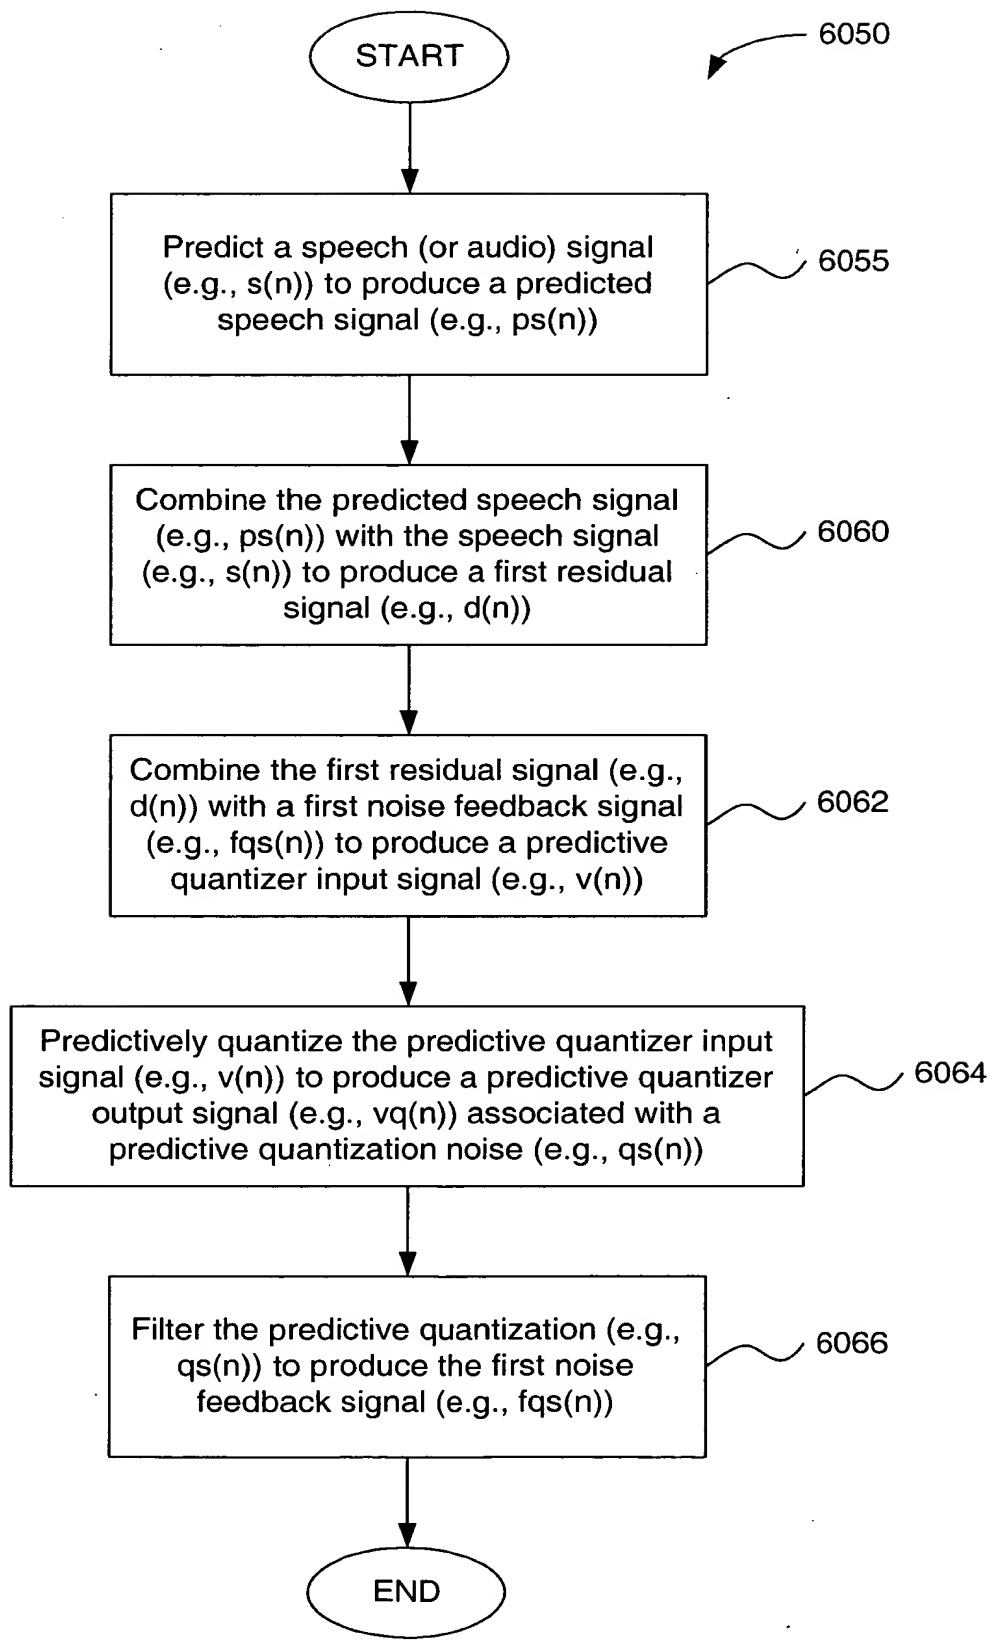 START
6050
Predict a speech (or audio) signal
(e.g., s(n)) to produce a predicted
speech signal (e.g., ps(n))
6055
Combine the predicted speech signal
(e.g., ps(n)) with the speech signal
(e.g., s(n)) to produce a first residual
signal (e.g., d(n))
6060
Combine the first residual signal (e.g.,
d(n)) with a first noise feedback signal
(e.g., fqs(n)) to produce a predictive
quantizer input signal (e.g., v(n))
6062
Predictively quantize the predictive quantizer input
signal (e.g., v(n)) to produce a predictive quantizer
output signal (e.g., vq(n)) associated with a
predictive quantization noise (e.g., qs(n))
6064
Filter the predictive quantization (e.g.,
qs(n)) to produce the first noise
feedback signal (e.g., fqs(n))
6066
END